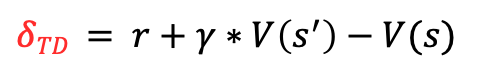 δ_TD = r + γ * V(s′) − V(s)